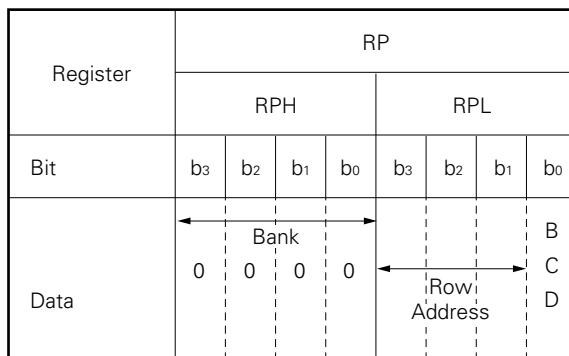 RP
Register
RPH RPL
Bit b3 b2 b1 b0 b3 b2 b1 b0
Bank B
0 0 0 0 C
Row
Data D
Address